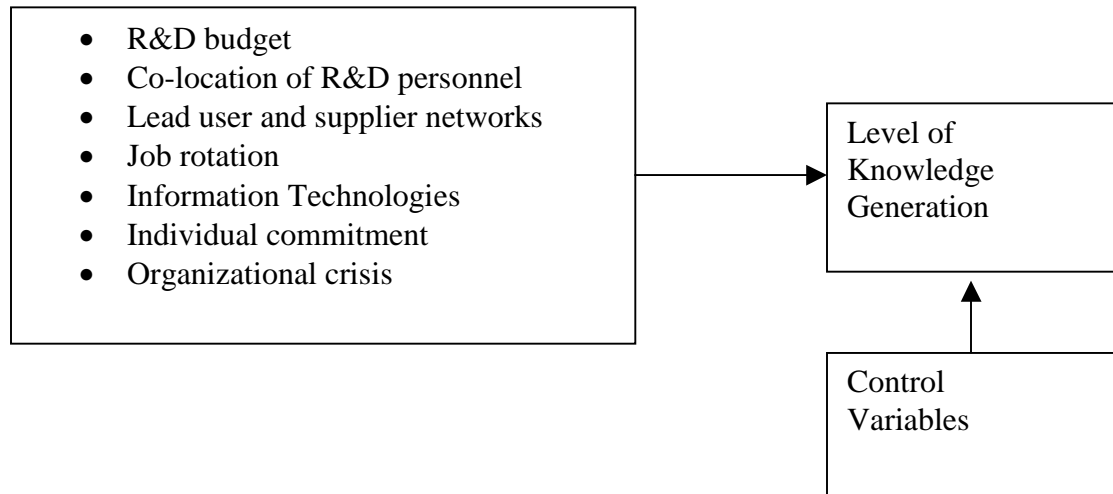 • R&D budget
• Co-location of R&D personnel
• Lead user and supplier networks
• Job rotation
• Information Technologies
• Individual commitment
• Organizational crisis
Level of
Knowledge
Generation
Control
Variables